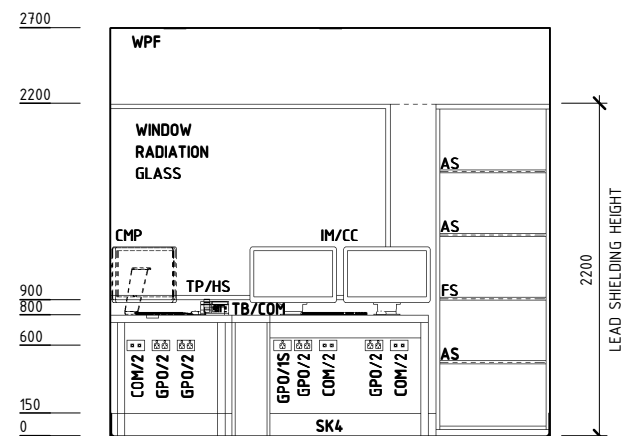 2700
WPF
2200
WINDOW
RADIATION
GLASS
AS
CMP
IM/CC
AS
2200
LEAD SHIELDING HEIGHT
TP/HS
FS
900
800
TB/COM
600
COM/2
GPO/2
GPO/2
GPO/1S
GPO/2
COM/2
GPO/2
COM/2
AS
150
0
SK4